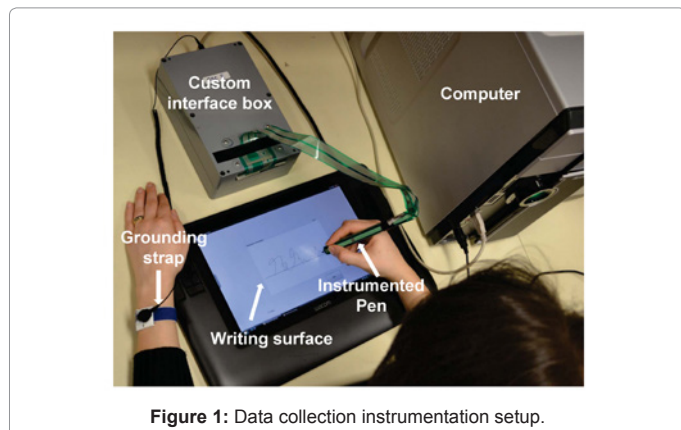 Custom
interface box
Computer
Grounding
strap
Instrumented
Pen
Writing surface
Figure 1: Data collection instrumentation setup.